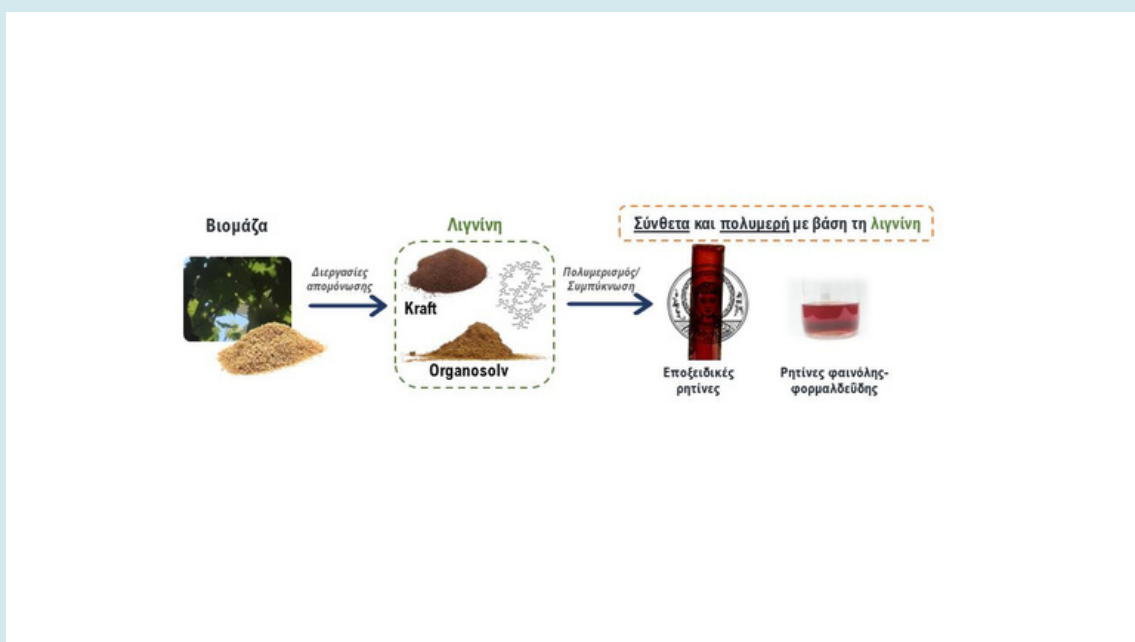 Βιομάζα
Διεργασίες
απομόνωσης
Λιγνίνη
Kraft
Organosolv
Πολυμερισμός/
Συμπύκνωση
Σύνθετα και πολυμερή με βάση τη λιγνίνη
Εποξειδικές
ρητίνες
Ρητίνες φαινόλης-
φορμαλδεΰδης